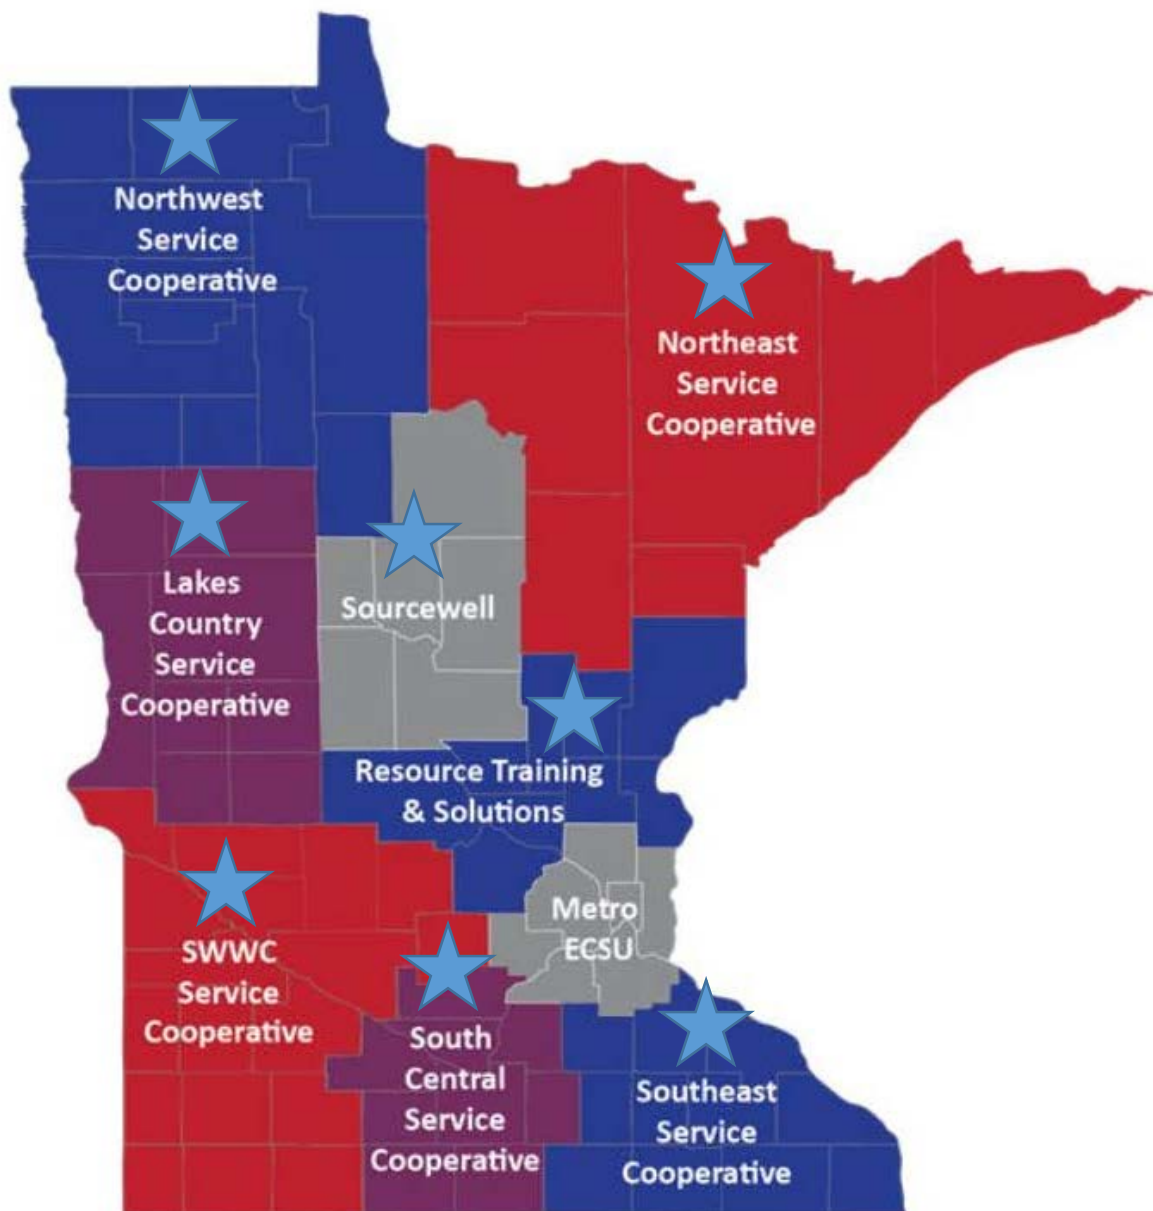 Northwest
Service
Cooperative
Northeast
Service
Cooperative
Lakes
Country
Service
Cooperative
Sourcewell
Resource Training
& Solutions
Metro
ECSU
SWWC
Service
Cooperative
South
Central
Service
Cooperative
Southeast
Service
Cooperative